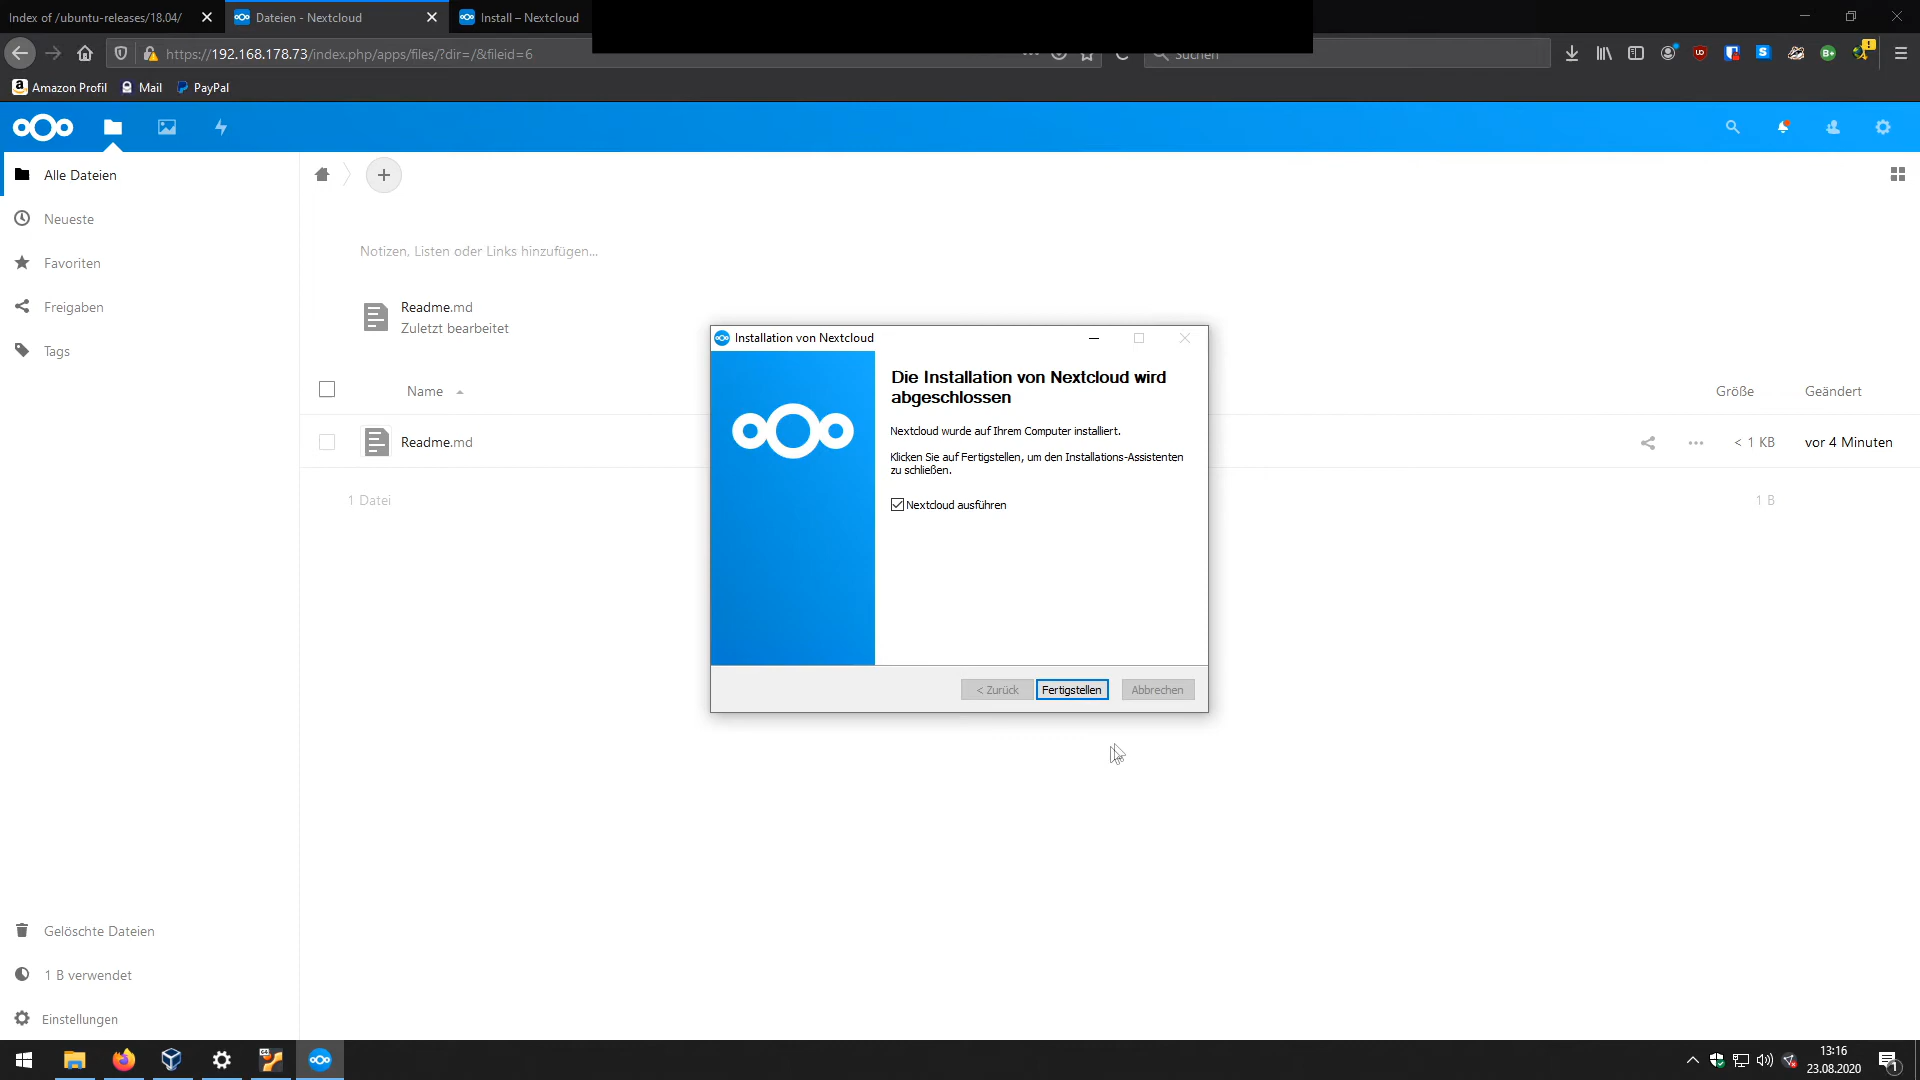 Index of /ubuntu-releases/18.04/
Dateien - Nextcloud
Install – Nextcloud
https://192.168.178.73/index.php/apps/files/?dir=/&fileid=6
Suchen
Amazon Profil
Mail
PayPal
Alle Dateien
Neueste
Favoriten
Freigaben
Tags
Notizen, Listen oder Links hinzufügen...
Readme.md
Zuletzt bearbeitet
Name
Größe
Geändert
Readme.md
< 1 KB
vor 4 Minuten
1 Datei
1 B
Installation von Nextcloud
Die Installation von Nextcloud wird
abgeschlossen
Nextcloud wurde auf Ihrem Computer installiert.
Klicken Sie auf Fertigstellen, um den Installations-Assistenten
zu schließen.
Nextcloud ausführen
< Zurück
Fertigstellen
Abbrechen
Gelöschte Dateien
1 B verwendet
Einstellungen
13:16
23.08.2020
1